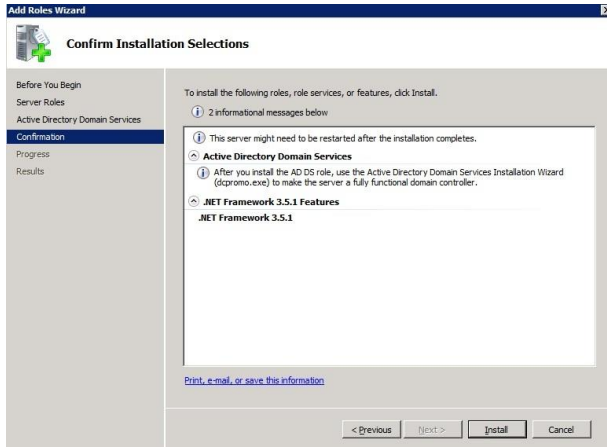 Add Roles Wizard
Confirm Installation Selections
Before You Begin
Server Roles
Active Directory Domain Services
Confirmation
Progress
Results
To install the following roles, role services, or features, click Install.
2 informational messages below
This server might need to be restarted after the installation completes.
Active Directory Domain Services
After you install the AD DS role, use the Active Directory Domain Services Installation Wizard
(dcpromo.exe) to make the server a fully functional domain controller.
.NET Framework 3.5.1 Features
.NET Framework 3.5.1
Print, e-mail, or save this information
< Previous
Next >
Install
Cancel